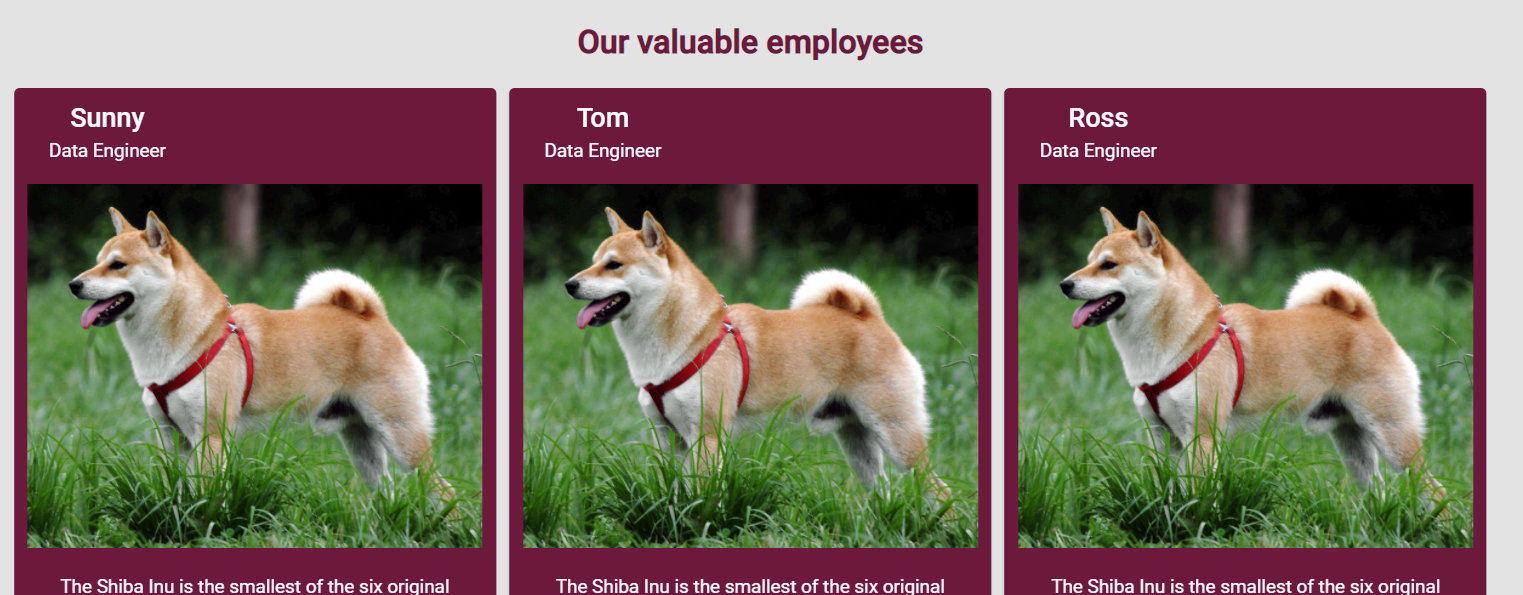 Our valuable employees
Sunny
Data Engineer
Tom
Data Engineer
Ross
Data Engineer
The Shiba Inu is the smallest of the six original
The Shiba Inu is the smallest of the six original
The Shiba Inu is the smallest of the six original